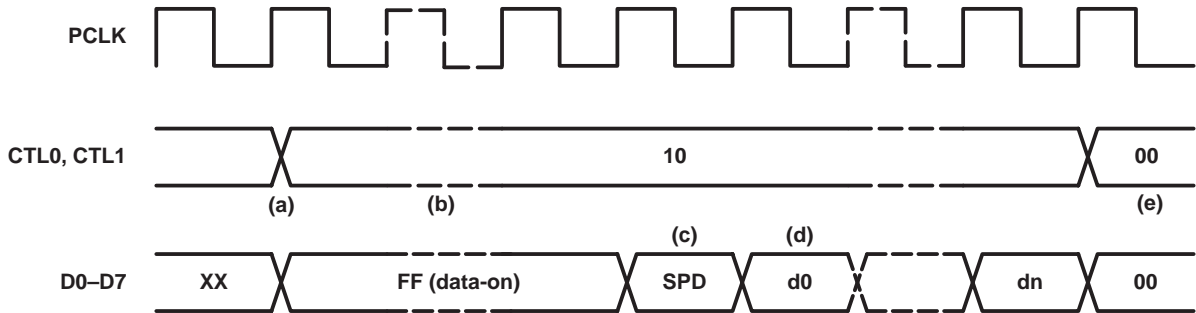 PCLK
CTL0, CTL1
10
00
(a)
(b)
(e)
(c)
(d)
D0–D7
XX
FF (data-on)
SPD
d0
dn
00